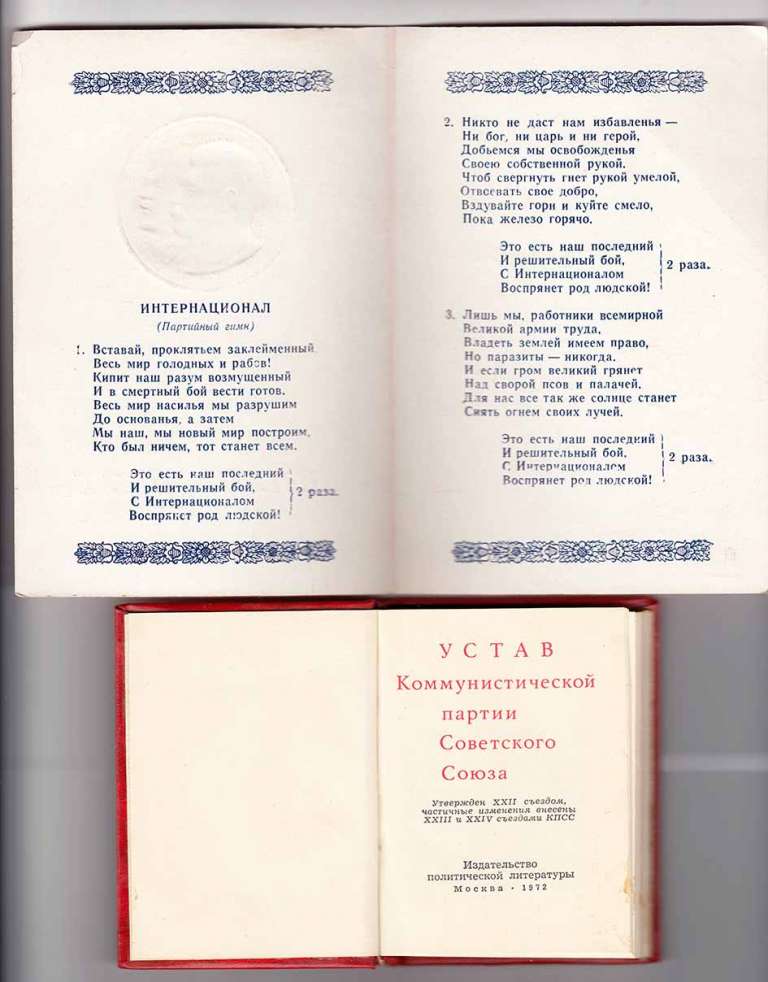 ИНТЕРНАЦИОНАЛ
(Партийный гимн)
1. Вставай, проклятьем заклейменный
Весь мир голодных и рабов!
Кипит наш разум возмущенный
И в смертный бой вести готов.
Весь мир насилья мы разрушим
До основанья, а затем
Мы наш, мы новый мир построим,
Кто был ничем, тот станет всем.
Это есть наш последний
И решительный бой,
С Интернационалом
Воспрянет род людской!
2 раза.
2. Никто не даст нам избавленья —
Ни бог, ни царь и ни герой,
Добьемся мы освобожденья
Своею собственной рукой.
Чтоб свергнуть гнет рукой умелой,
Отвоевать свое добро,
Вздувайте горн и куйте смело,
Пока железо горячо.
Это есть наш последний
И решительный бой,
С Интернационалом
Воспрянет род людской!
2 раза.
3. Лишь мы, работники всемирной
Великой армии труда,
Владеть землей имеем право,
Но паразиты — никогда.
И если гром великий грянет
Над сворой псов и палачей,
Для нас все так же солнце станет
Сиять огнем своих лучей.
Это есть наш последний
И решительный бой,
С Интернационалом
Воспрянет род людской!
2 раза.
УСТАВ
Коммунистической
партии
Советского
Союза
Утвержден XXII съездом,
частичные изменения внесены
XXIII и XXIV съездами КПСС
Издательство
политической литературы
Москва · 1972